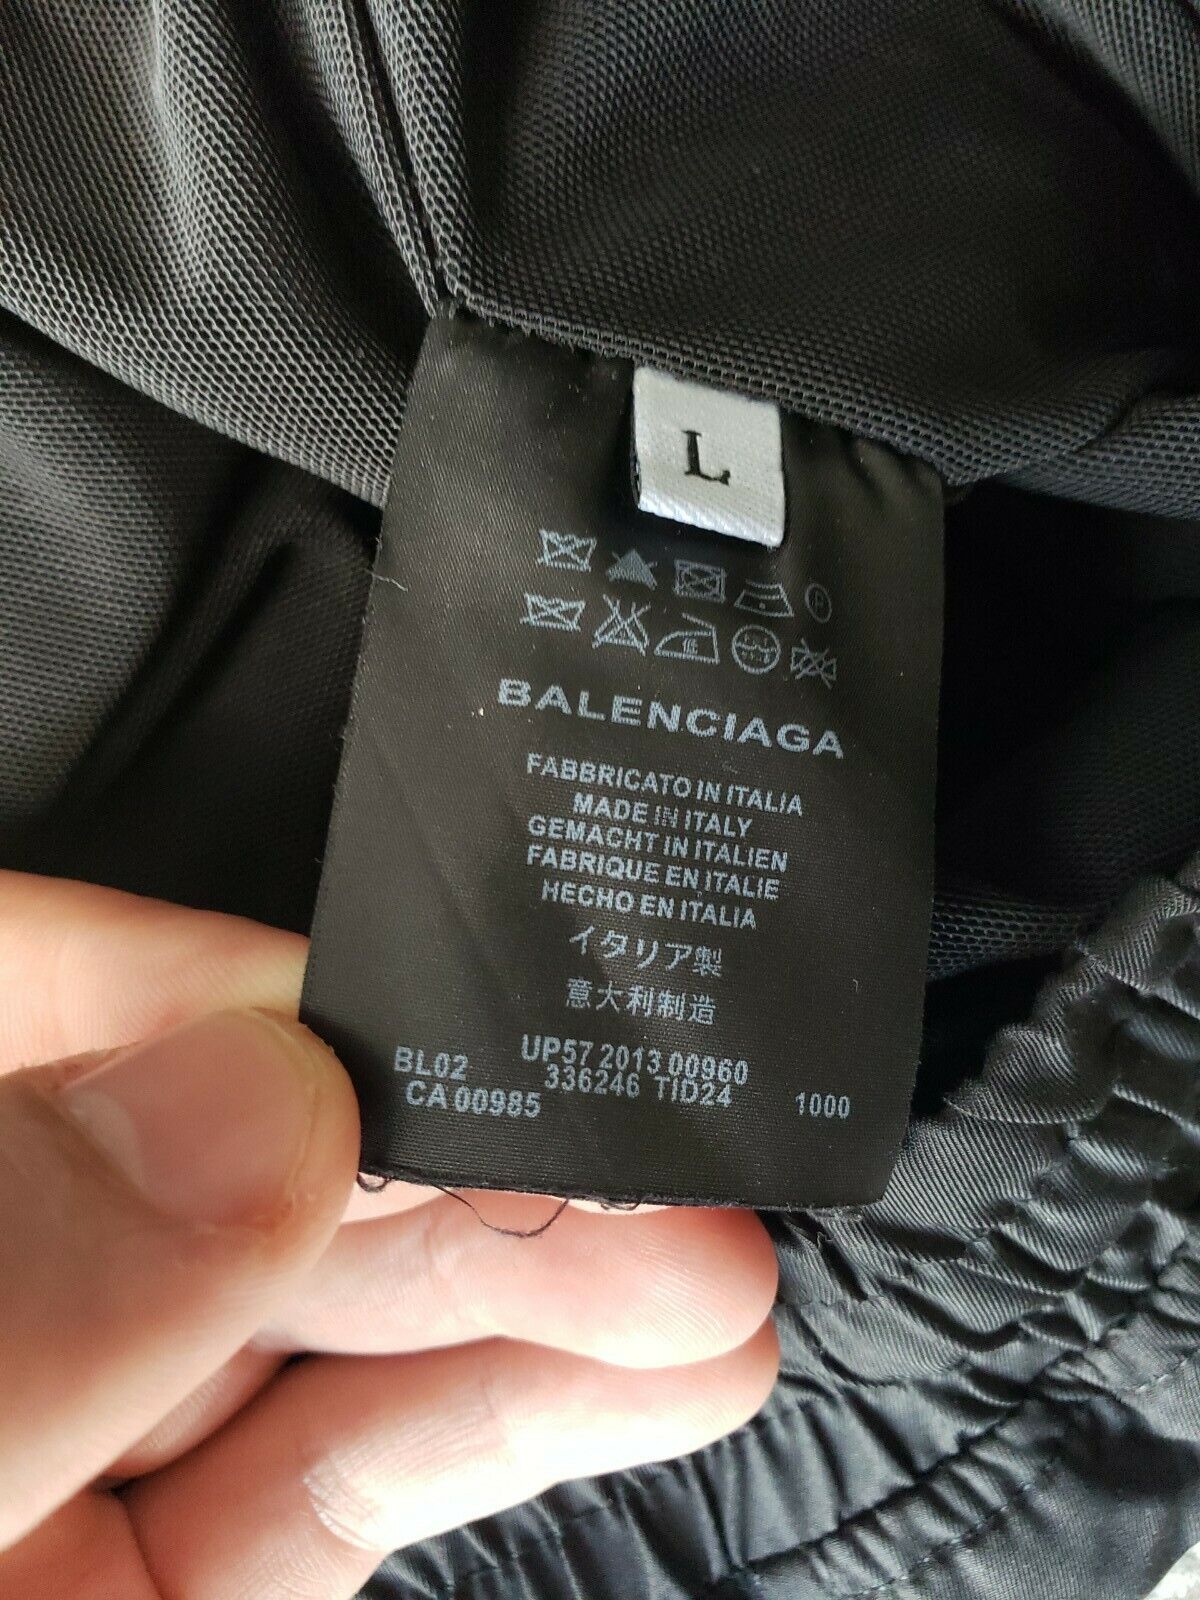 L
BALENCIAGA
FABBRICATO IN ITALIA
MADE IN ITALY
GEMACHT IN ITALIEN
FABRIQUE EN ITALIE
HECHO EN ITALIA
イタリア製
意大利制造
UP57 2013 00960
BL02 336246 TID24 1000
CA 00985